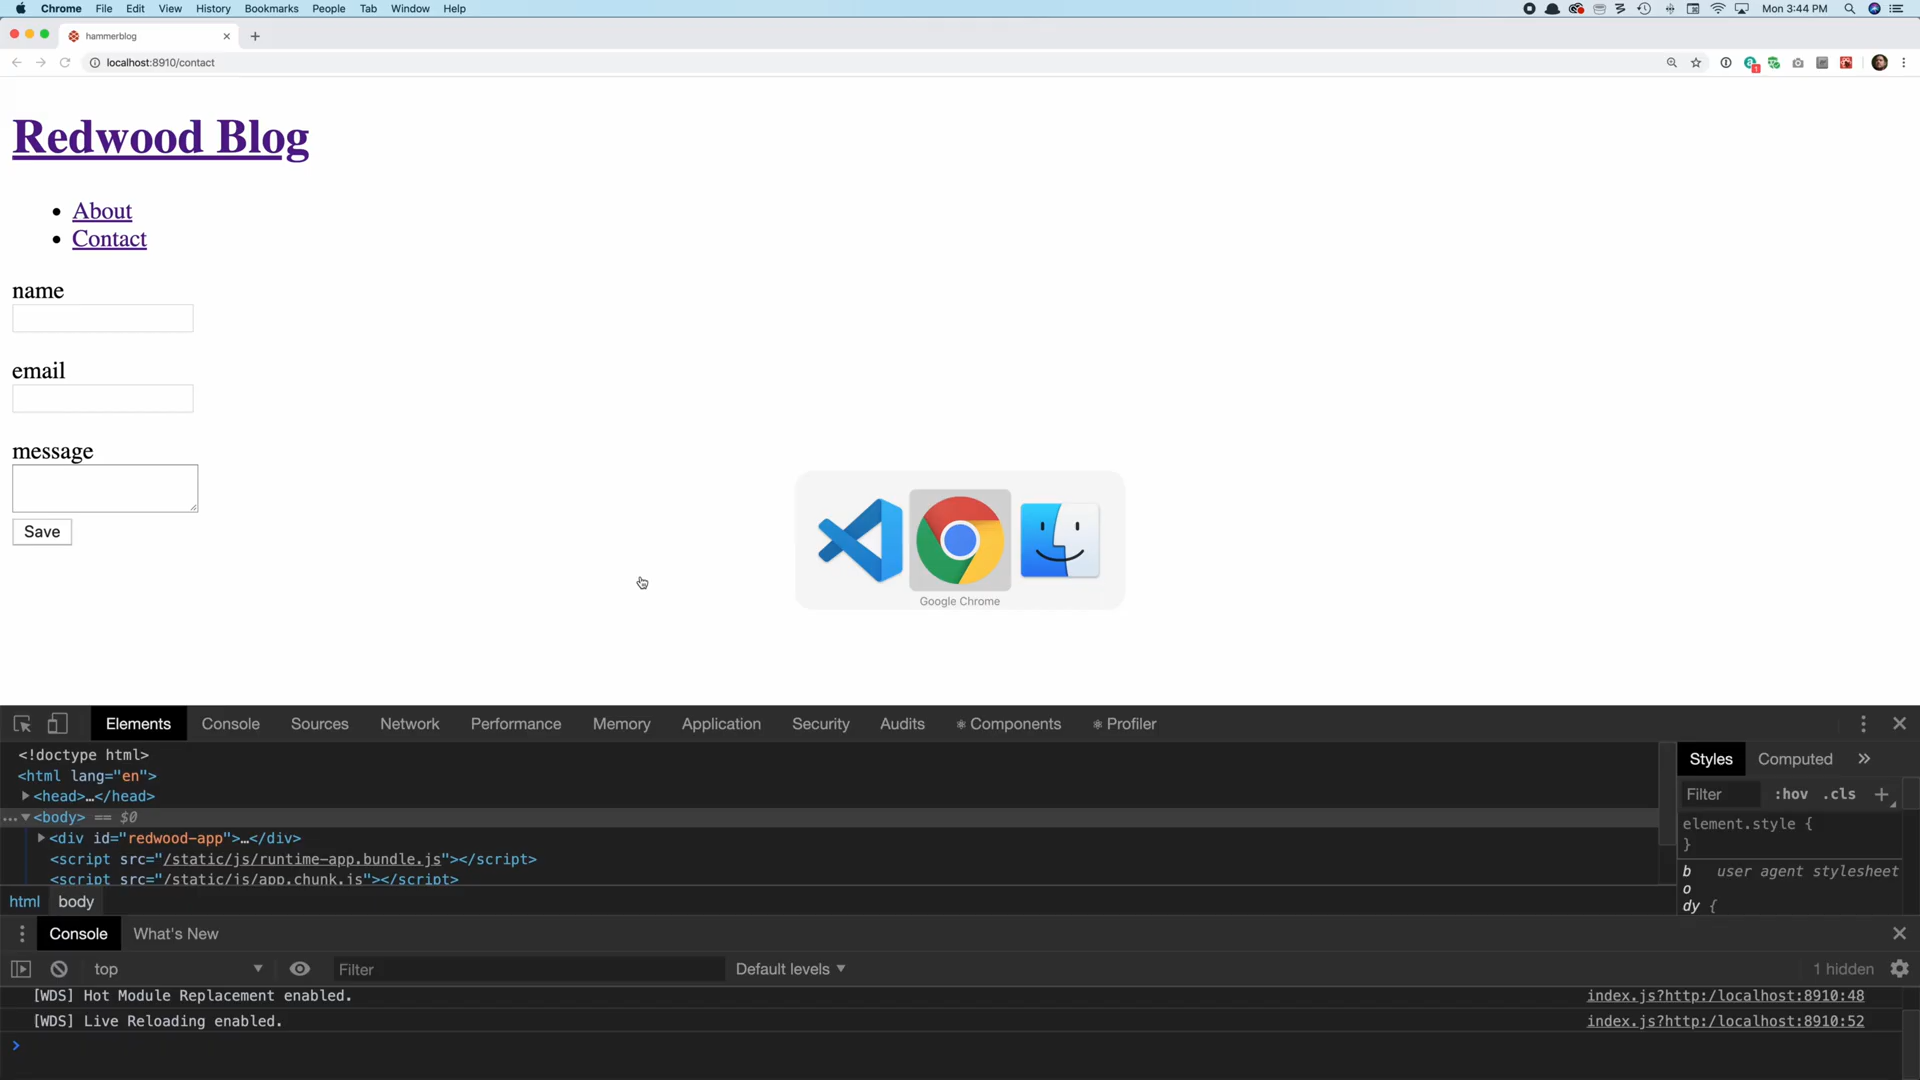 Chrome File Edit View History Bookmarks People Tab Window Help Mon 3:44 PM
hammerblog
localhost:8910/contact
Redwood Blog
About
Contact
name
email
message
Save
Google Chrome
Elements Console Sources Network Performance Memory Application Security Audits Components Profiler
<!doctype html>
<html lang="en">
<head>…</head>
<body> == $0
<div id="redwood-app">…</div>
<script src="/static/js/runtime-app.bundle.js"></script>
<script src="/static/js/app.chunk.js"></script>
html body
Styles Computed »
Filter :hov .cls +
element.style {
}
body {
user agent stylesheet
Console What's New
top Filter Default levels 1 hidden
[WDS] Hot Module Replacement enabled. index.js?http:/localhost:8910:48
[WDS] Live Reloading enabled. index.js?http:/localhost:8910:52